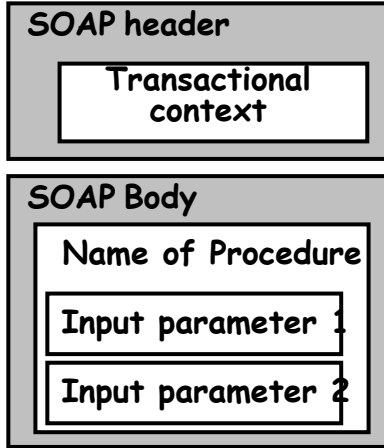 SOAP header
Transactional
context
SOAP Body
Name of Procedure
Input parameter 1
Input parameter 2